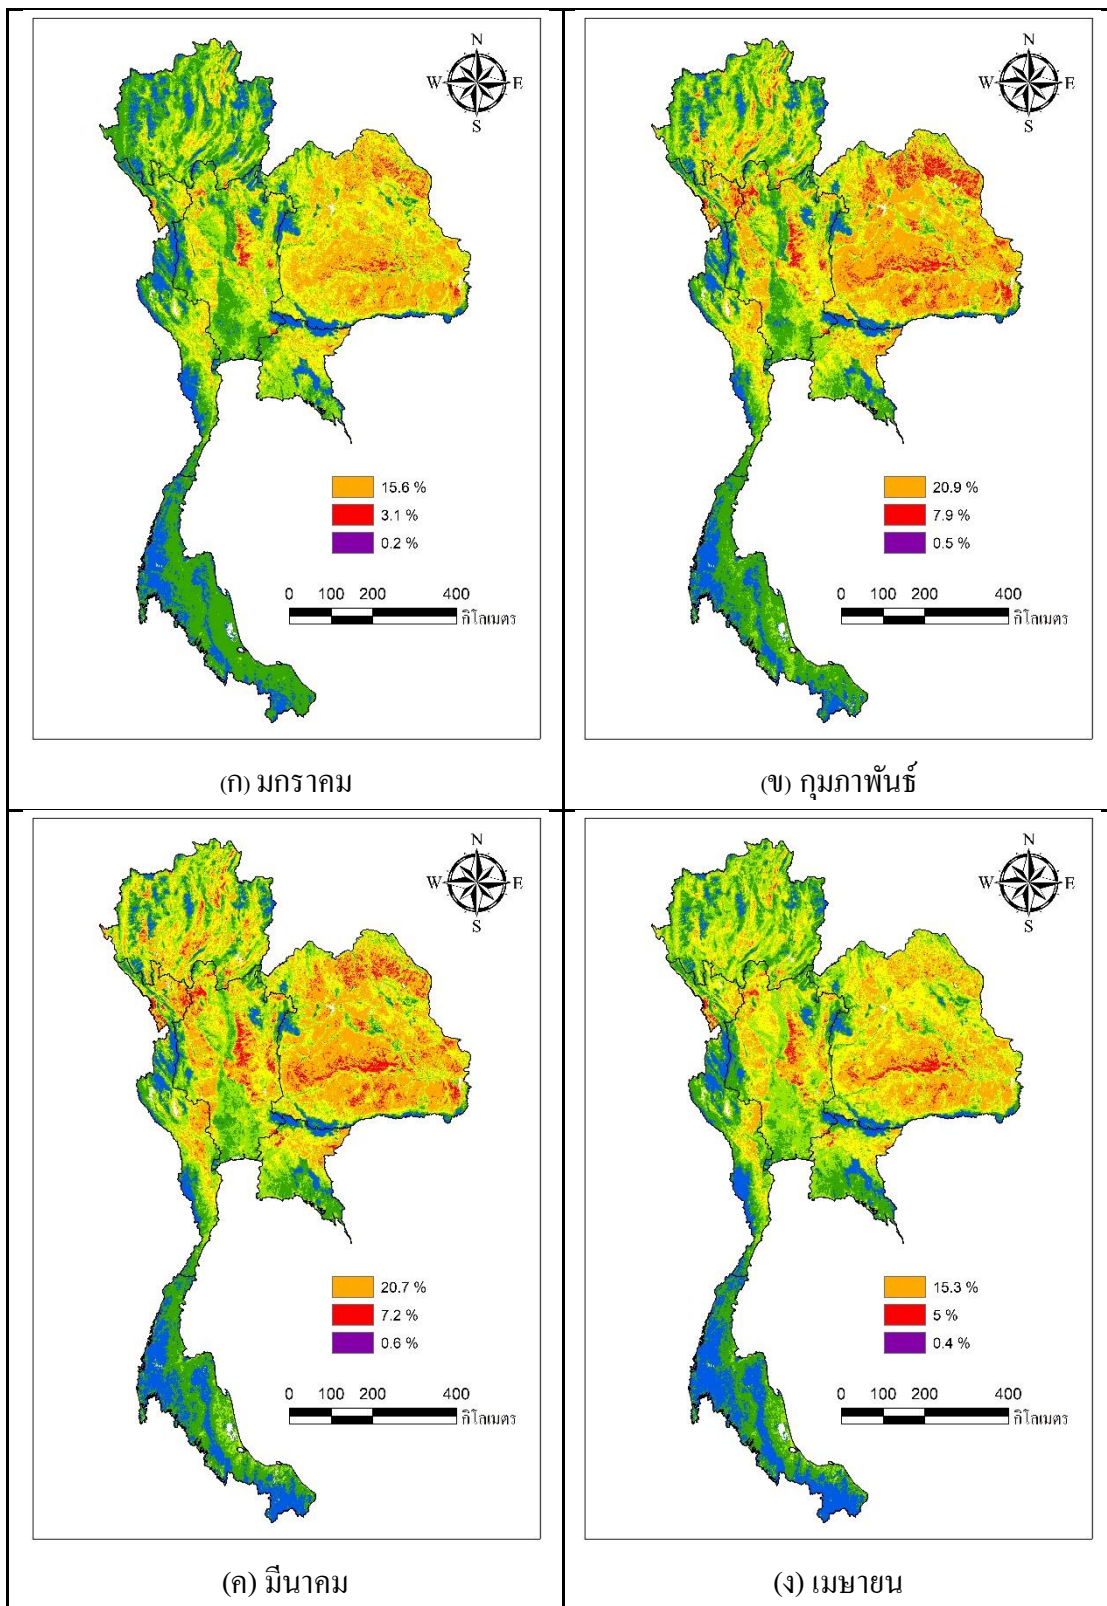 N
W E
S
15.6 %
3.1 %
0.2 %
0 100 200 400
กิโลเมตร
(ก) มกราคม
N
W E
S
20.9 %
7.9 %
0.5 %
0 100 200 400
กิโลเมตร
(ข) กุมภาพันธ์
N
W E
S
20.7 %
7.2 %
0.6 %
0 100 200 400
กิโลเมตร
(ค) มีนาคม
N
W E
S
15.3 %
5 %
0.4 %
0 100 200 400
กิโลเมตร
(ง) เมษายน